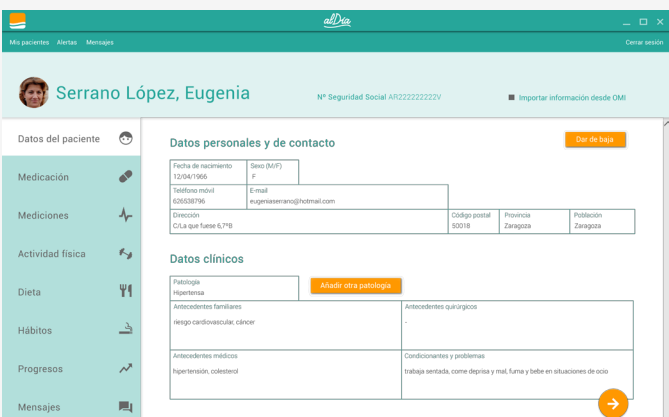 alDía
Mis pacientes Alertas Mensajes Cerrar sesión
Serrano López, Eugenia
Nº Seguridad Social AR222222222V
Importar información desde OMI
Datos del paciente
Medicación
Mediciones
Actividad física
Dieta
Hábitos
Progresos
Mensajes
Datos personales y de contacto
Dar de baja
Fecha de nacimiento Sexo (M/F)
12/04/1966 F
Teléfono móvil E-mail
626538796 eugeniaserrano@hotmail.com
Dirección Código postal Provincia Población
C/La que fuese 6,7ºB 50018 Zaragoza Zaragoza
Datos clínicos
Patología
Hipertensa
Añadir otra patología
Antecedentes familiares Antecedentes quirúrgicos
riesgo cardiovascular, cáncer -
Antecedentes médicos Condicionantes y problemas
hipertensión, colesterol trabaja sentada, come deprisa y mal, fuma y bebe en situaciones de ocio